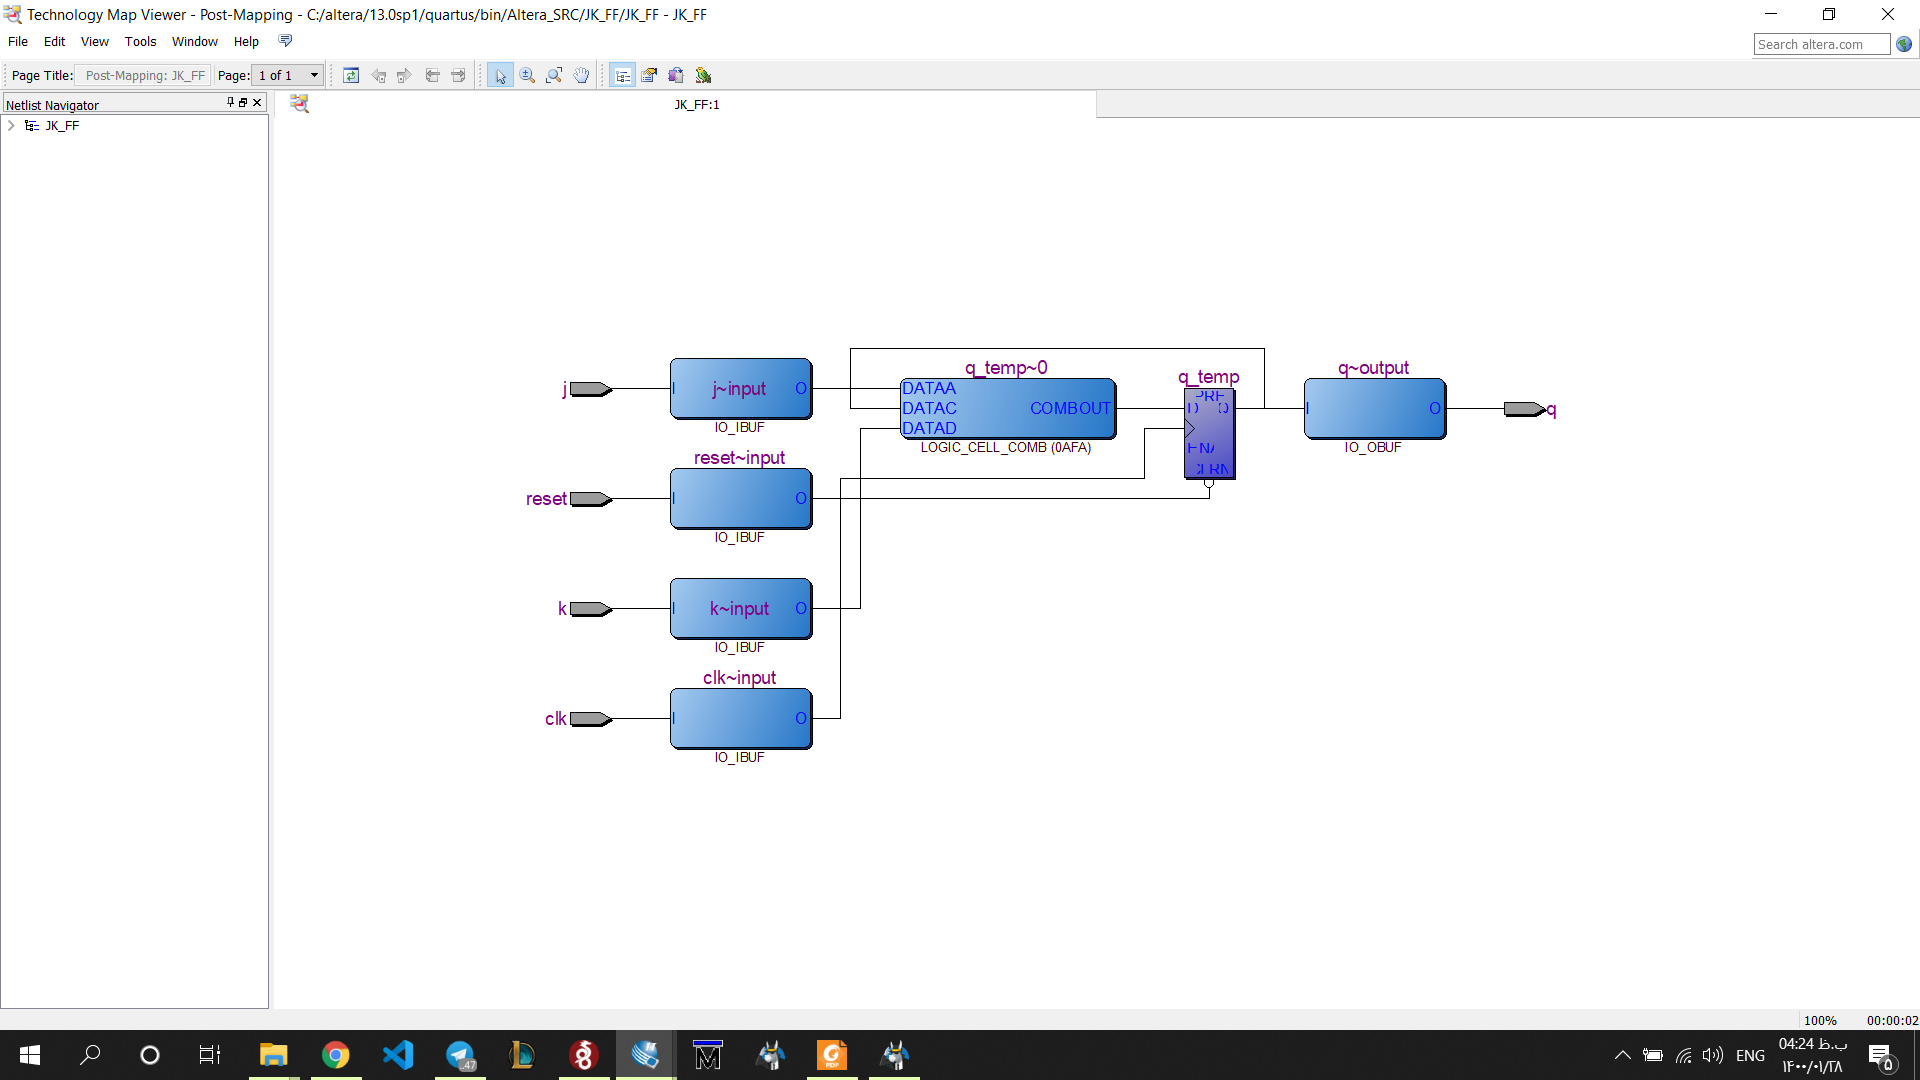 Technology Map Viewer - Post-Mapping - C:/altera/13.0sp1/quartus/bin/Altera_SRC/JK_FF/JK_FF - JK_FF
File Edit View Tools Window Help
Search altera.com
Page Title: Post-Mapping: JK_FF Page: 1 of 1
Netlist Navigator
JK_FF:1
JK_FF
q_temp~0
q_temp
q~output
j
I
j~input
O
DATAA
PRE
DATAC
COMBOUT
D
Q
I
O
q
DATAD
IO_IBUF
LOGIC_CELL_COMB (0AFA)
ENA
IO_OBUF
reset~input
CLRN
reset
I
O
IO_IBUF
k
I
k~input
O
IO_IBUF
clk~input
clk
I
O
IO_IBUF
100% 00:00:02
47
PDF
ENG
04:24 ب.ظ
۱۴۰۰/۰۱/۲۸
۵